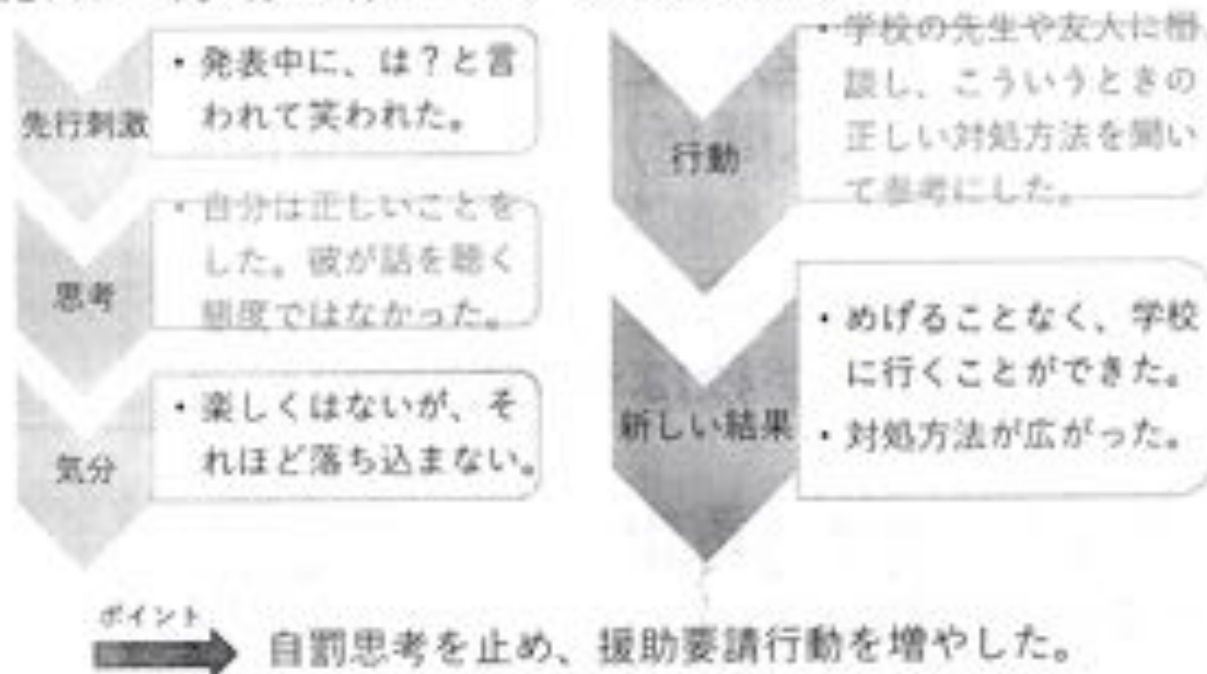 先行刺激
・発表中に、は？と言
われて笑われた。
思考
・自分は正しいことを
した。彼が話を聴く
態度ではなかった。
気分
・楽しくはないが、そ
れほど落ち込まない。
行動
・学校の先生や友人に相
談し、こういうときの
正しい対処方法を聞い
て参考にした。
新しい結果
・めげることなく、学校
に行くことができた。
・対処方法が広がった。
ポイント
自罰思考を止め、援助要請行動を増やした。